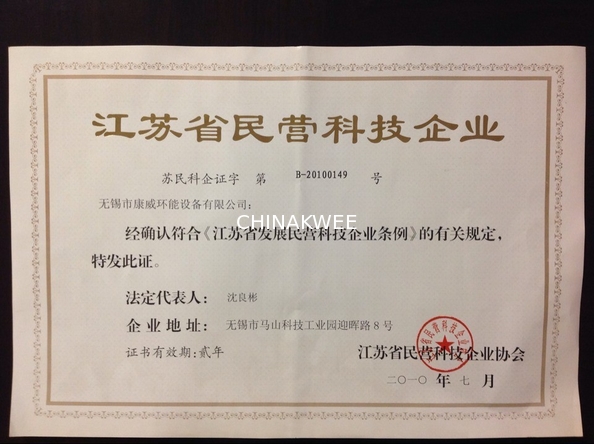 江苏省民营科技企业
苏民科企证字 第 B-20100149 号
无锡市康威环能设备有限公司：
CHINAKWEE
经确认符合《江苏省发展民营科技企业条例》的有关规定，
特发此证。
法定代表人： 沈良彬
企业地址： 无锡市马山科技工业园迎晖路8号
证书有效期:贰年
江苏省民营科技企业协会
二〇一〇年七月